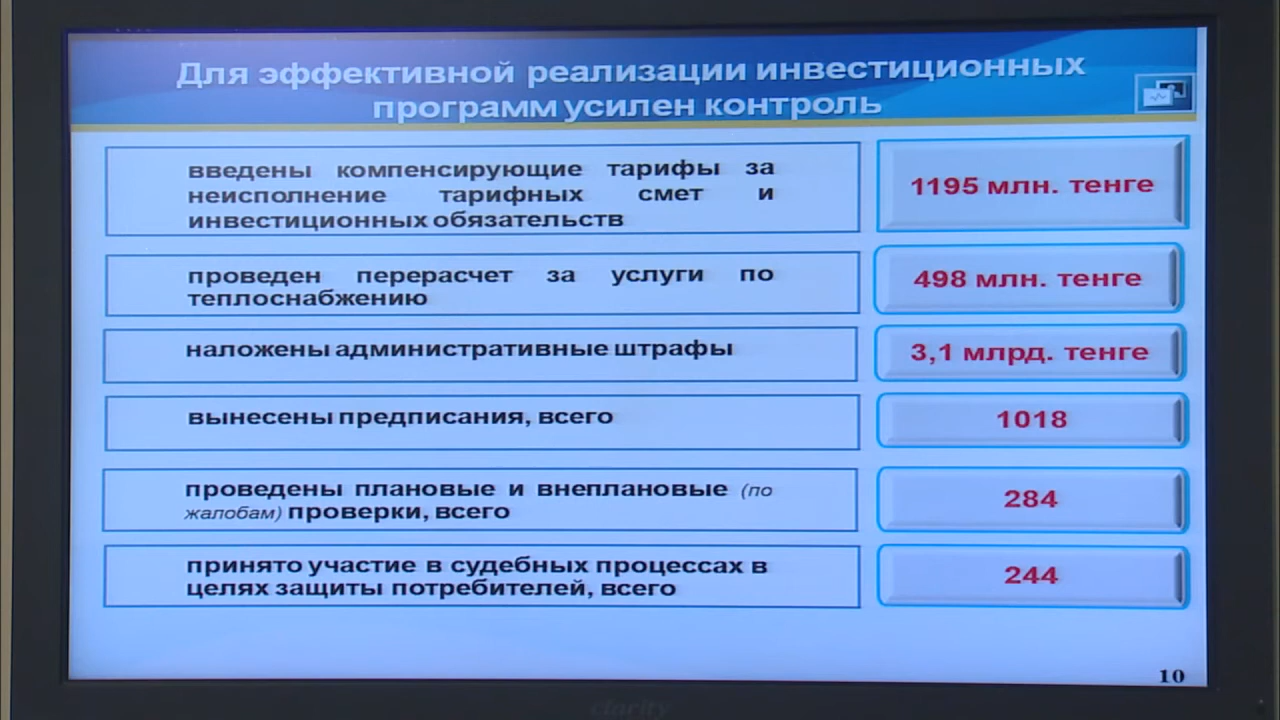 Для эффективной реализации инвестиционных
программ усилен контроль
введены компенсирующие тарифы за
неисполнение тарифных смет и
инвестиционных обязательств
1195 млн. тенге
проведен перерасчет за услуги по
теплоснабжению
498 млн. тенге
наложены административные штрафы
3,1 млрд. тенге
вынесены предписания, всего
1018
проведены плановые и внеплановые (по
жалобам) проверки, всего
284
принято участие в судебных процессах в
целях защиты потребителей, всего
244
10
clarity